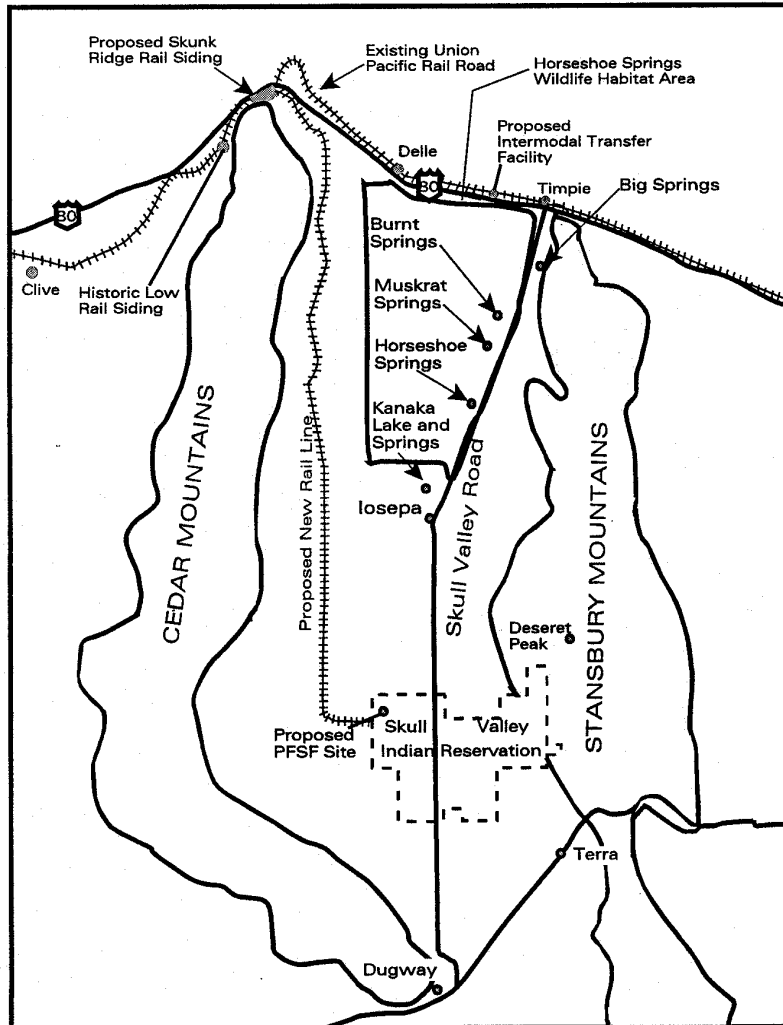 Proposed Skunk
Ridge Rail Siding
Existing Union
Pacific Rail Road
Horseshoe Springs
Wildlife Habitat Area
Delle
Proposed
Intermodal Transfer
Facility
80
Timpie
Big Springs
80
Burnt
Springs
Clive
Historic Low
Rail Siding
Muskrat
Springs
Horseshoe
Springs
Kanaka
Lake and
Springs
Iosepa
CEDAR MOUNTAINS
Proposed New Rail Line
Skull Valley Road
STANSBURY MOUNTAINS
Deseret
Peak
Proposed
PFSF Site
Skull Valley
Indian Reservation
Terra
Dugway